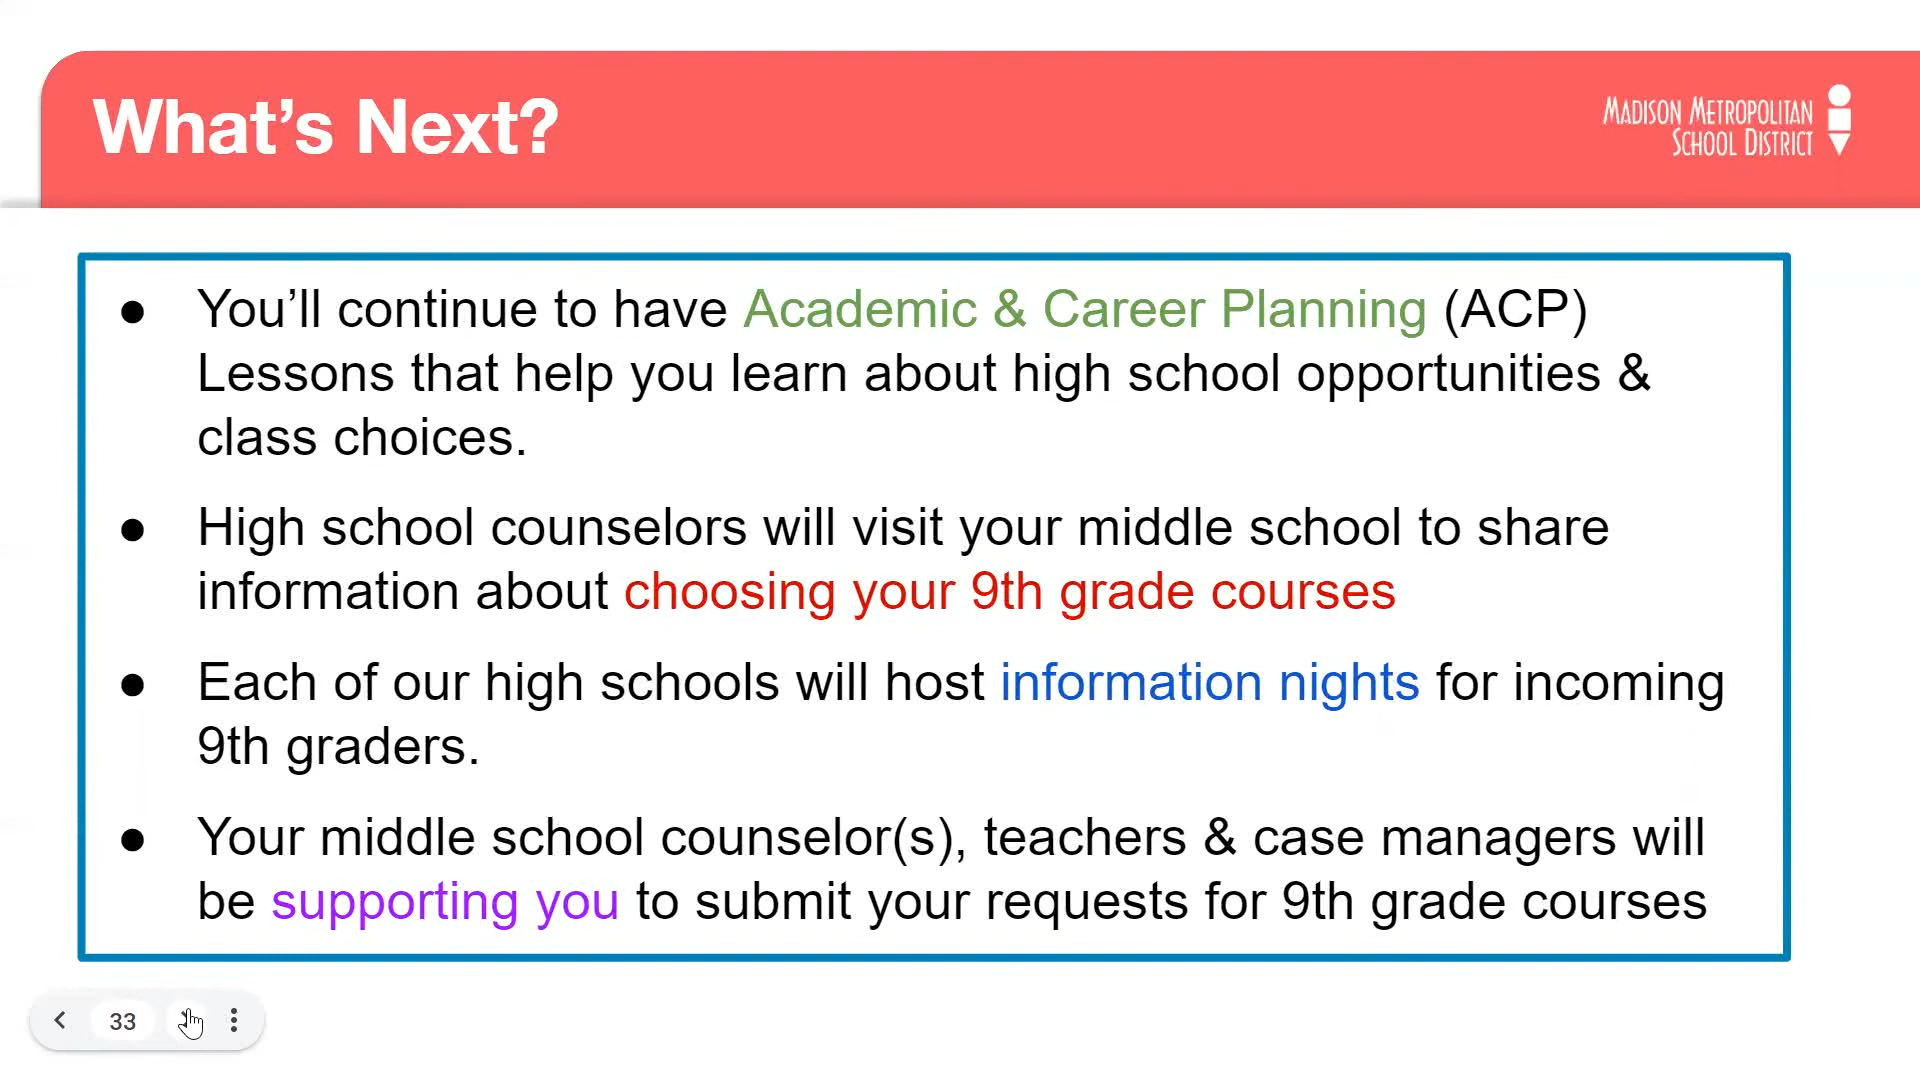 What's Next?
MADISON METROPOLITAN
SCHOOL DISTRICT
● You'll continue to have Academic & Career Planning (ACP)
Lessons that help you learn about high school opportunities &
class choices.
● High school counselors will visit your middle school to share
information about choosing your 9th grade courses
● Each of our high schools will host information nights for incoming
9th graders.
● Your middle school counselor(s), teachers & case managers will
be supporting you to submit your requests for 9th grade courses
33